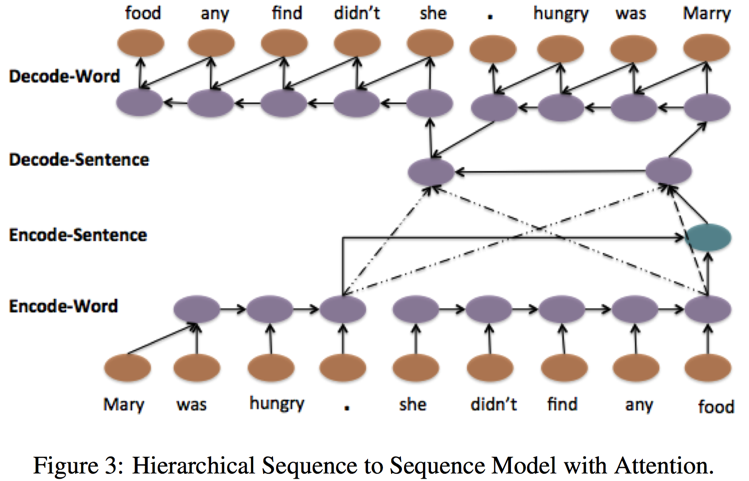 food any find didn't she . hungry was Marry
Decode-Word
Decode-Sentence
Encode-Sentence
Encode-Word
Mary was hungry . she didn't find any food
Figure 3: Hierarchical Sequence to Sequence Model with Attention.